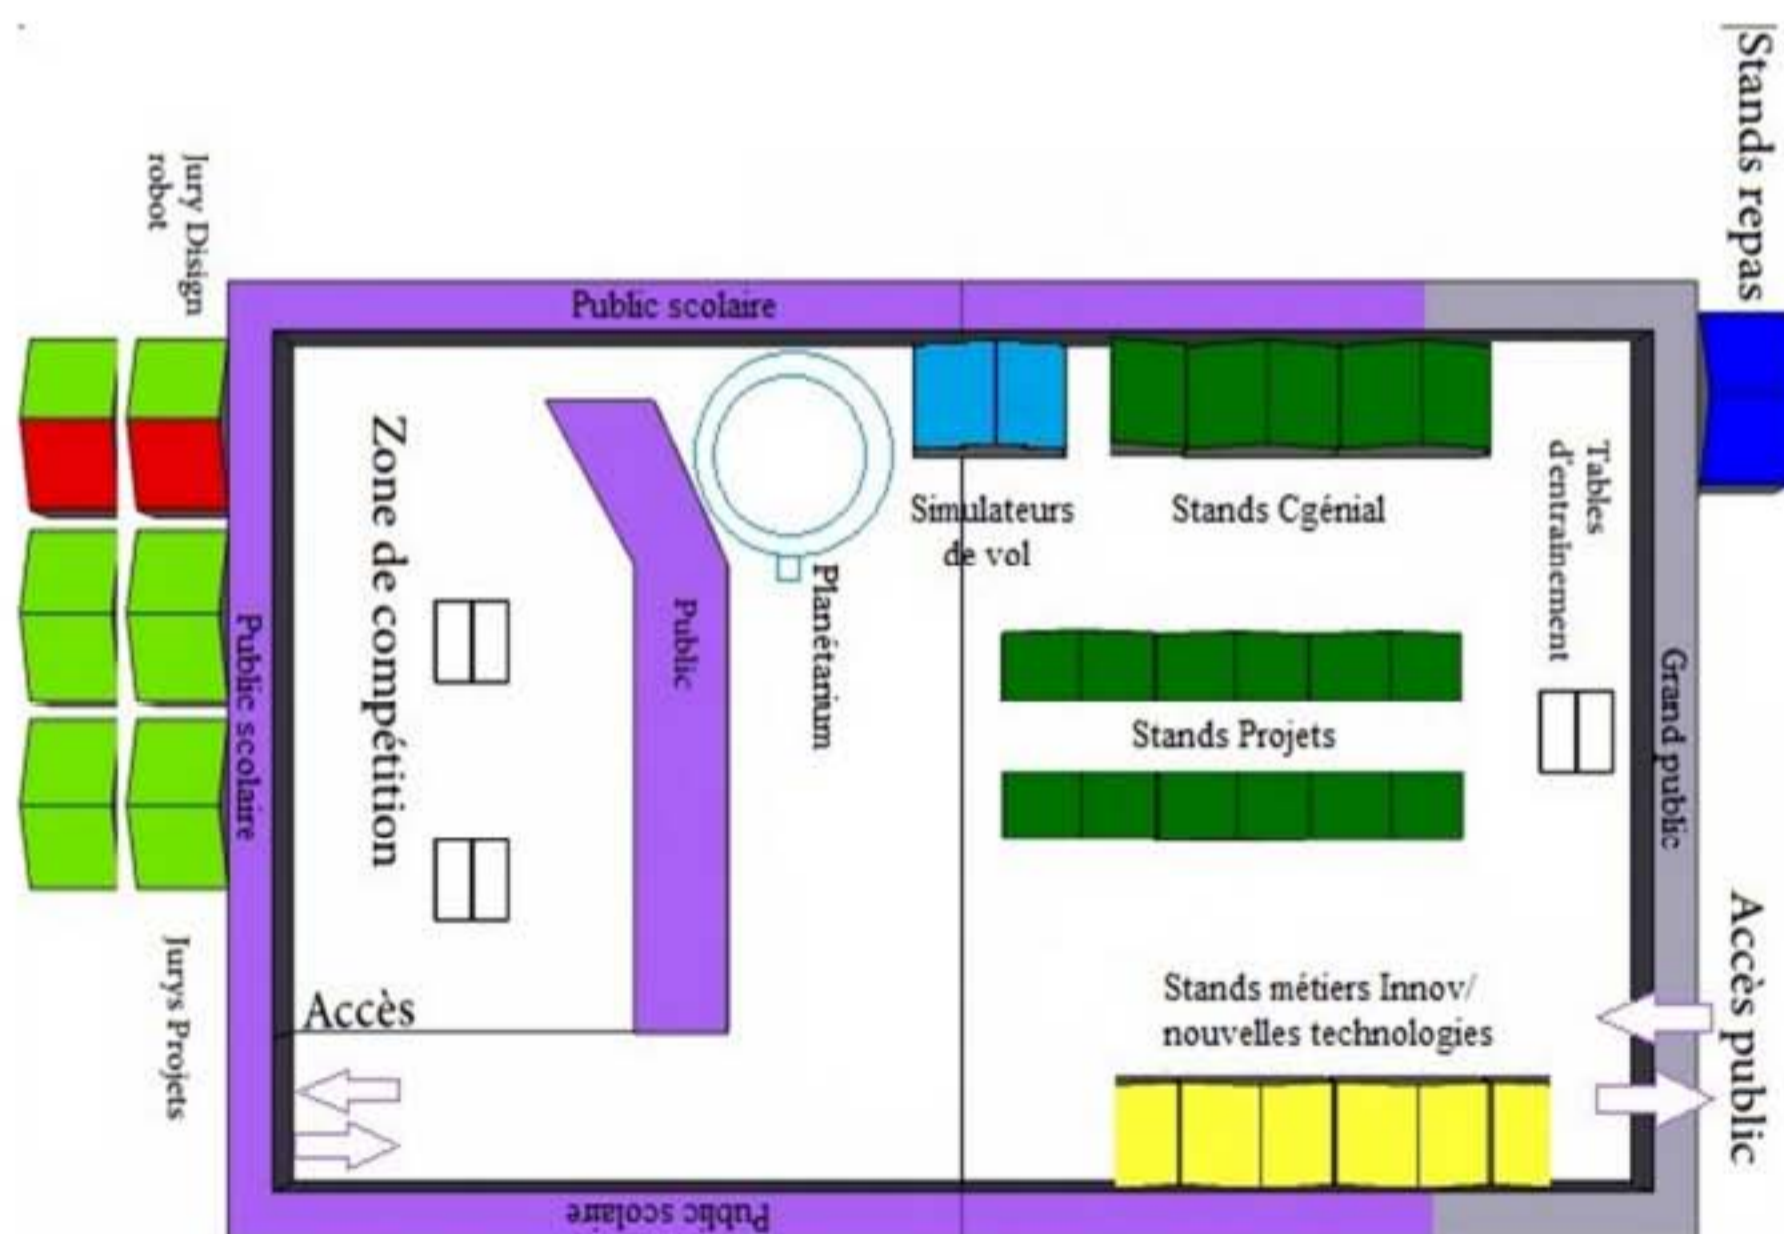 Stands repas
Jury Disign
robot
Public scolaire
Zone de compétition
Public
Planétarium
Simulateurs
de vol
Stands Cgénial
Tables
d'entrainement
Public scolaire
Stands Projets
Grand public
Jurys Projets
Accès
Stands métiers Innov/
nouvelles technologies
Accès public
Public scolaire